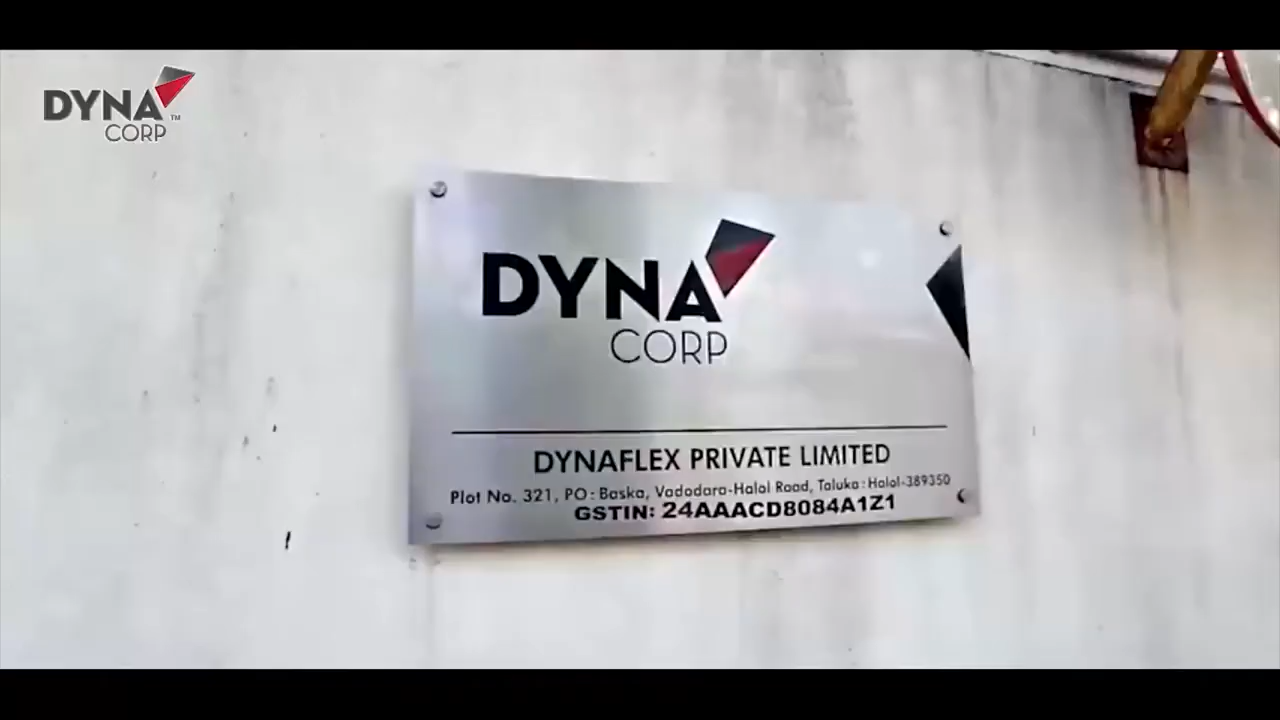 DYNA
CORP
TM
DYNA
CORP
DYNAFLEX PRIVATE LIMITED
Plot No. 321, PO: Baska, Vadodara-Halol Road, Taluka: Halol-389350
GSTIN: 24AAACD8084A1Z1